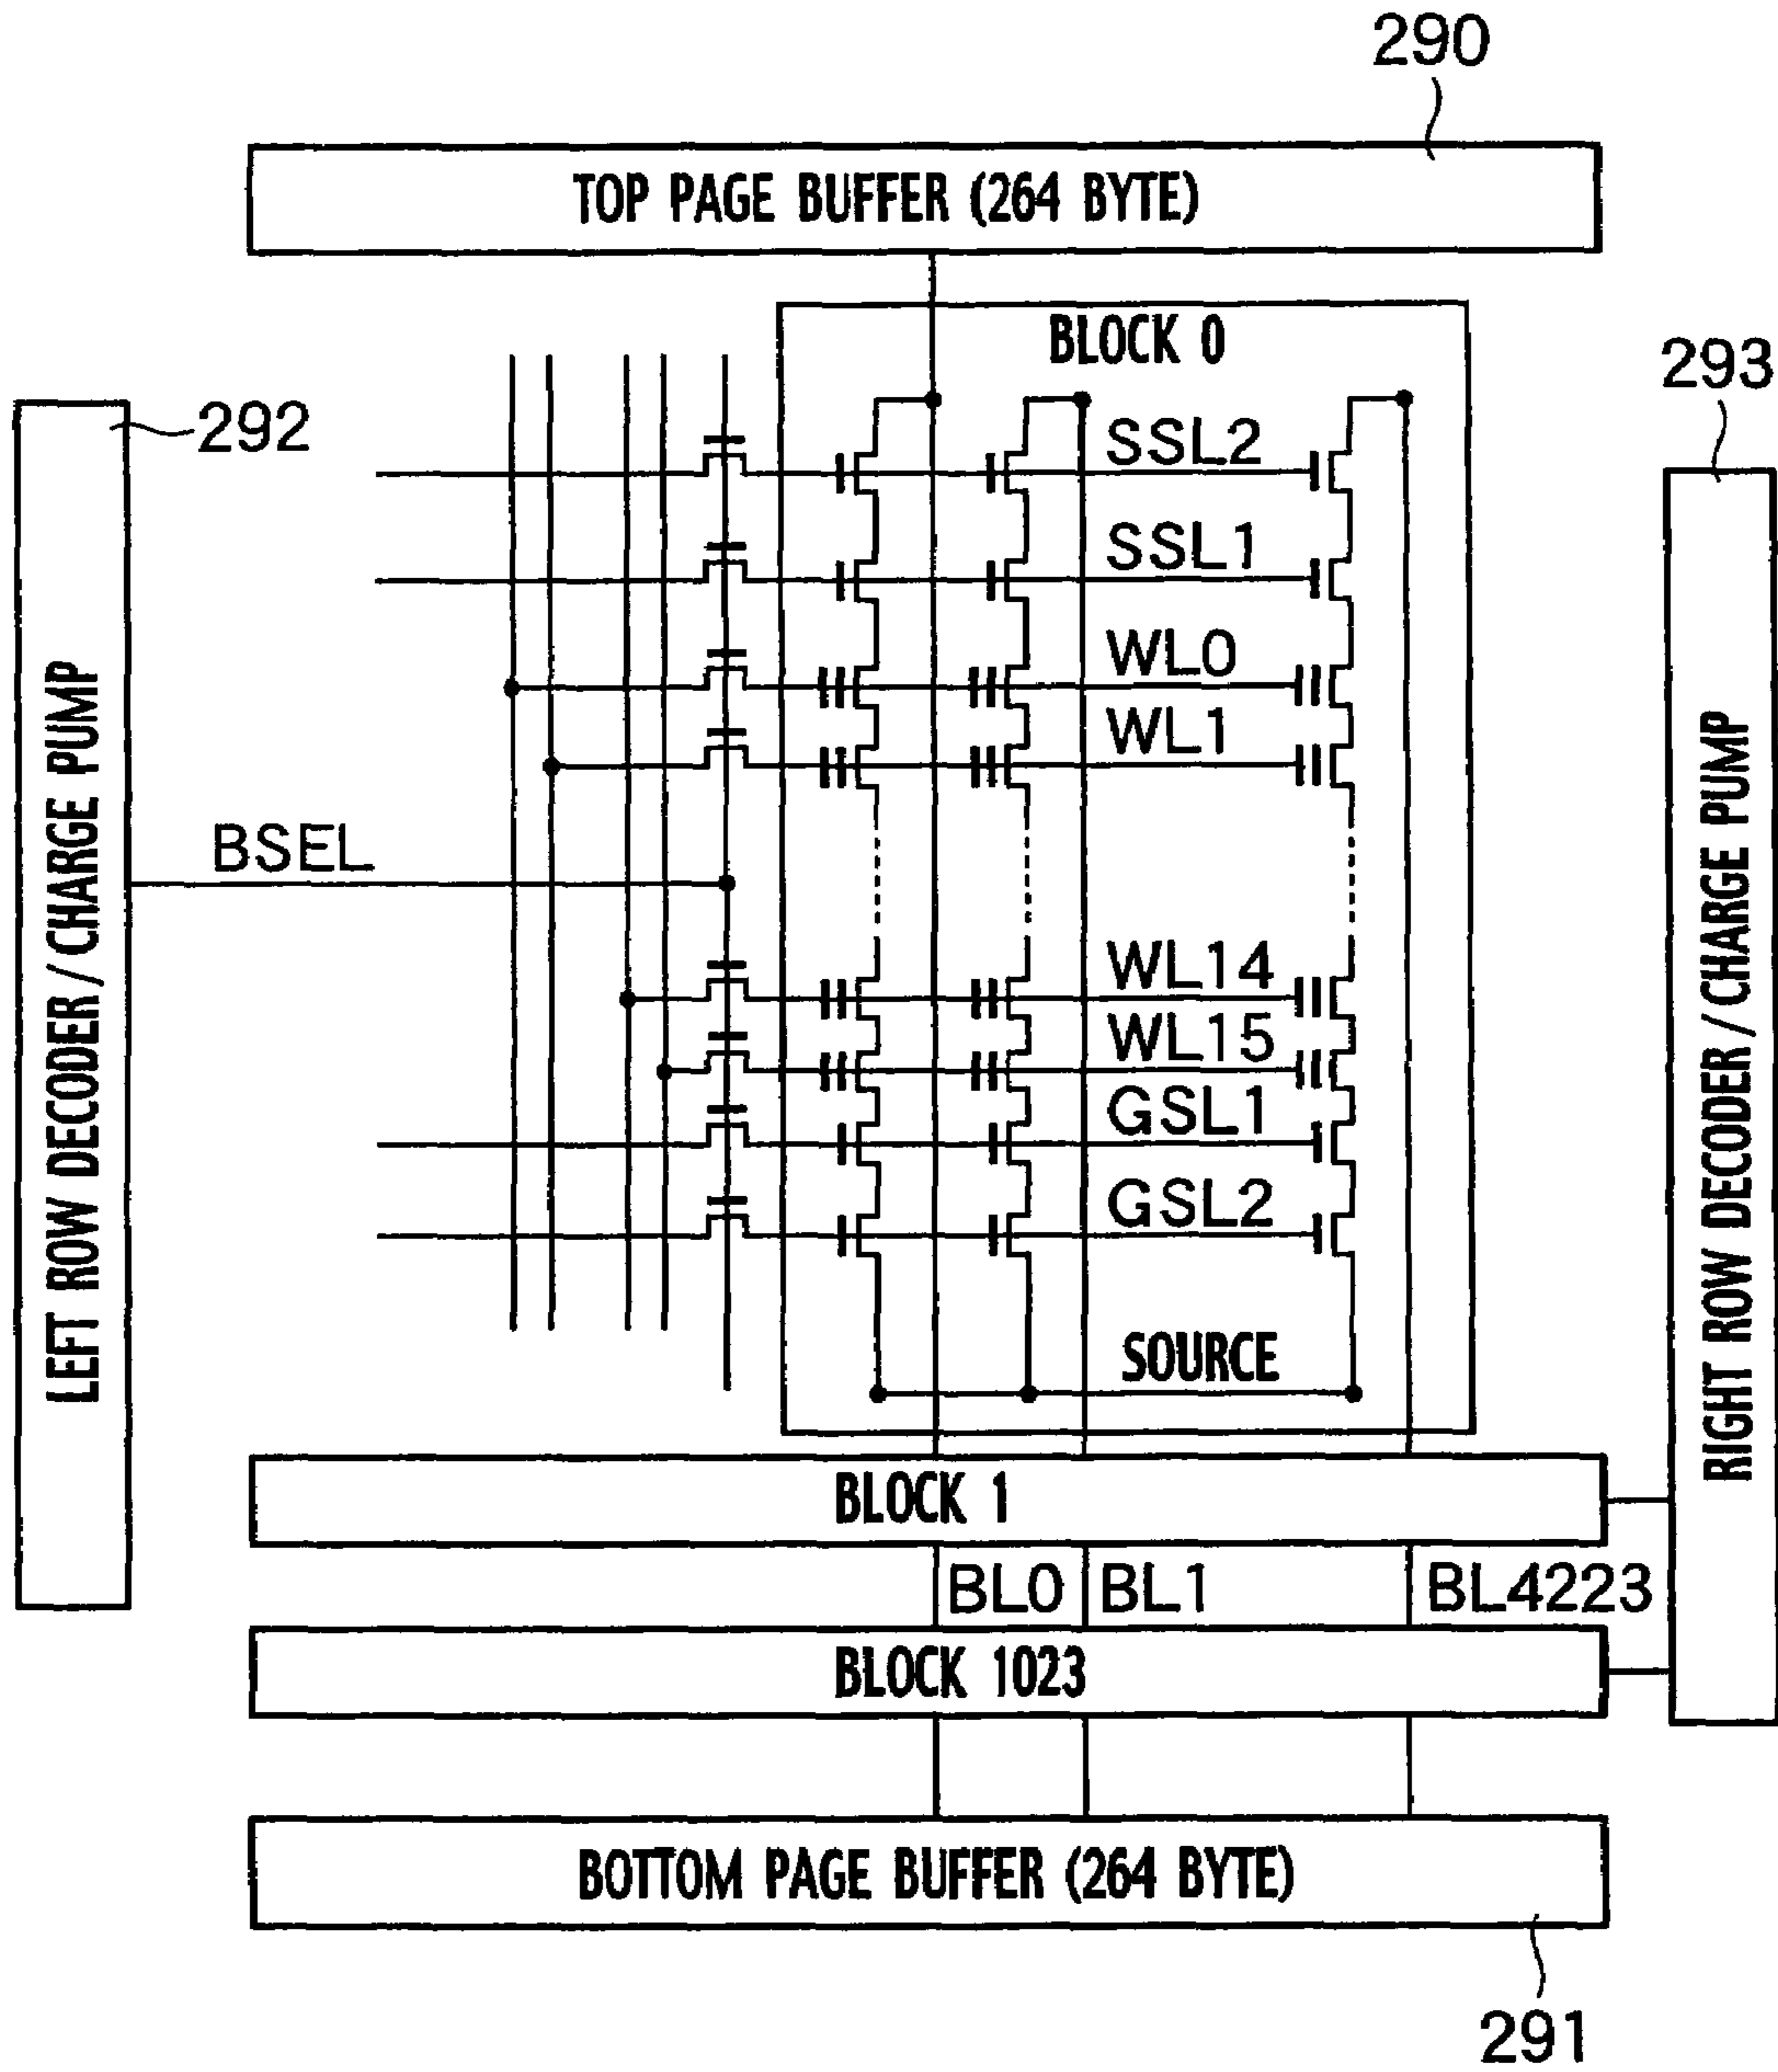 290
TOP PAGE BUFFER (264 BYTE)
BLOCK 0
293
292
SSL2
SSL1
WL0
WL1
LEFT ROW DECODER/CHARGE PUMP
BSEL
RIGHT ROW DECODER/CHARGE PUMP
WL14
WL15
GSL1
GSL2
SOURCE
BLOCK 1
BL0 BL1 BL4223
BLOCK 1023
BOTTOM PAGE BUFFER (264 BYTE)
291